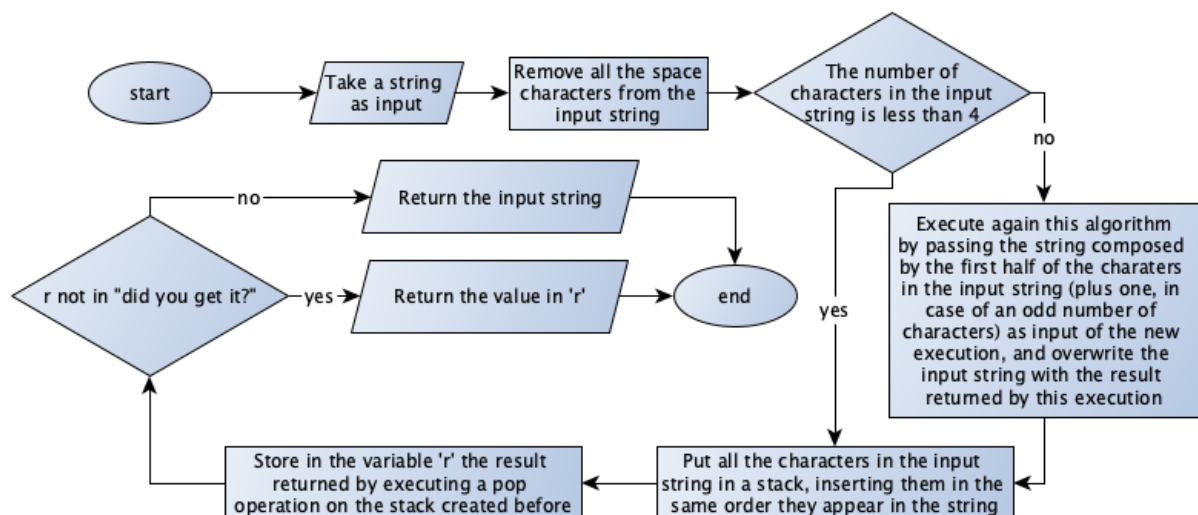 start
Take a string
as input
Remove all the space
characters from the
input string
The number of
characters in the input
string is less than 4
no
yes
Execute again this algorithm
by passing the string composed
by the first half of the charaters
in the input string (plus one, in
case of an odd number of
characters) as input of the new
execution, and overwrite the
input string with the result
returned by this execution
Put all the characters in the input
string in a stack, inserting them in the
same order they appear in the string
Store in the variable 'r' the result
returned by executing a pop
operation on the stack created before
r not in "did you get it?"
no
Return the input string
yes
Return the value in 'r'
end